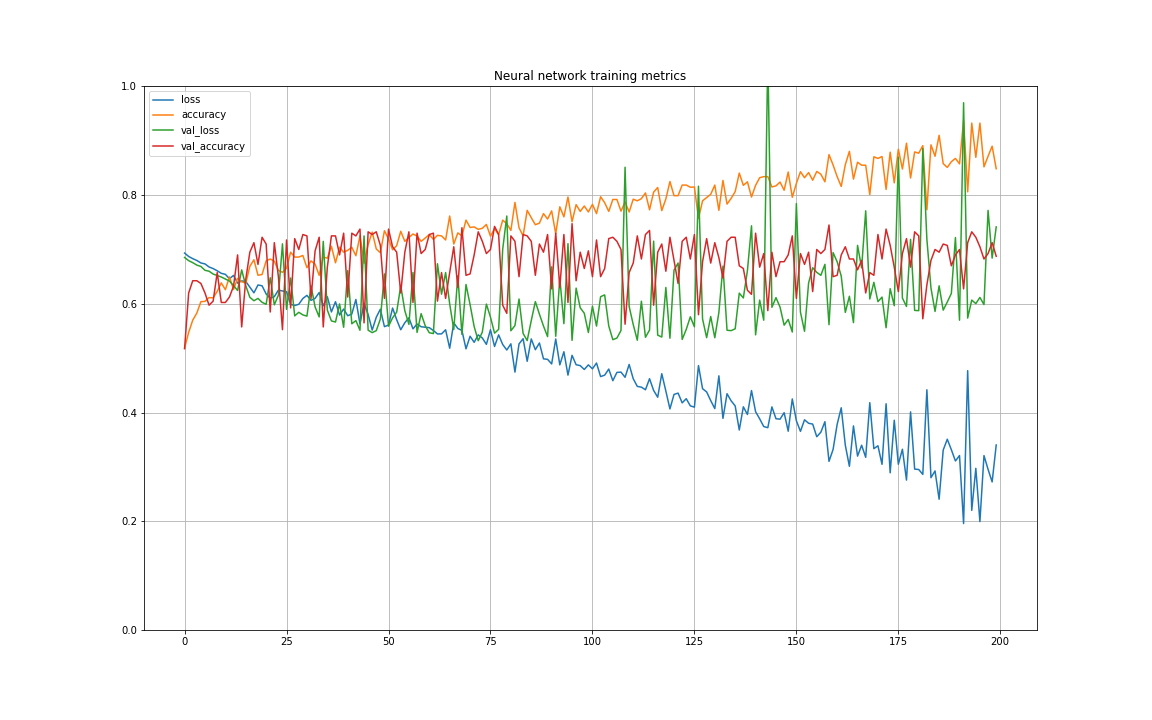 Neural network training metrics
1.0
loss
accuracy
val_loss
val_accuracy
0.8
0.6
0.4
0.2
0.0
0 25 50 75 100 125 150 175 200